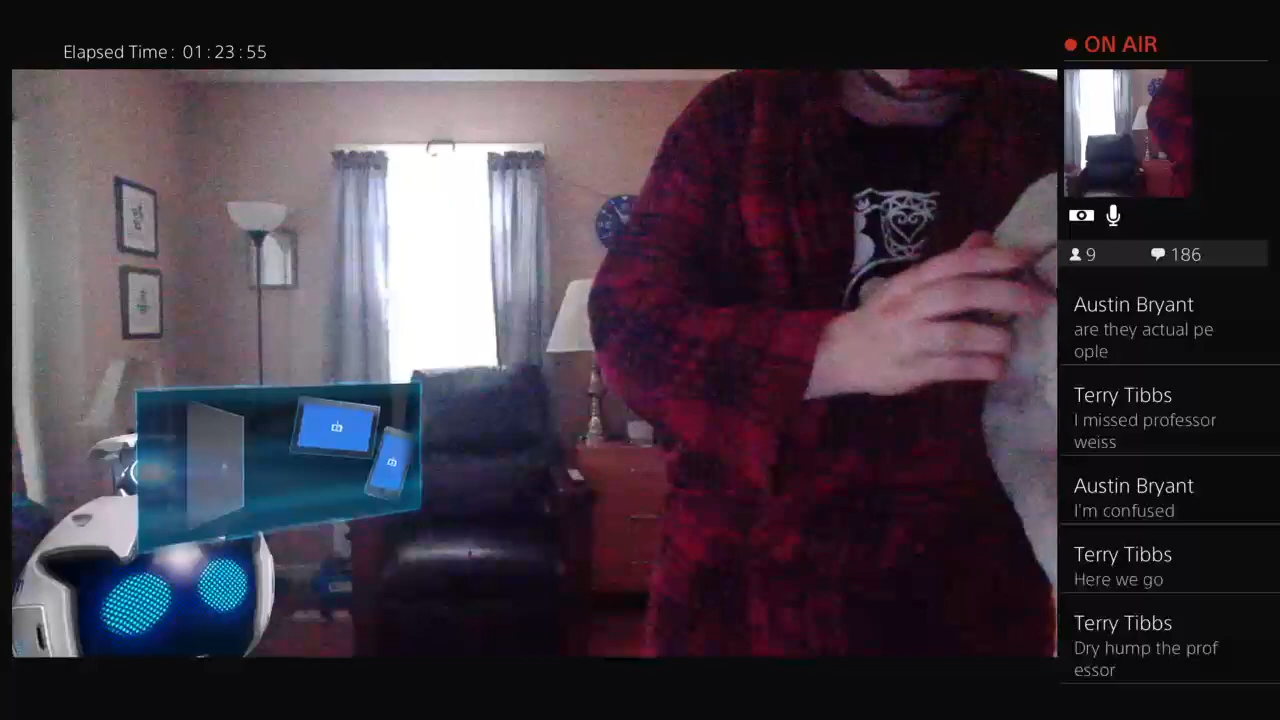 Elapsed Time: 01:23:55
ON AIR
9 186
Austin Bryant
are they actual pe
ople
Terry Tibbs
I missed professor
weiss
Austin Bryant
I'm confused
Terry Tibbs
Here we go
Terry Tibbs
Dry hump the prof
essor